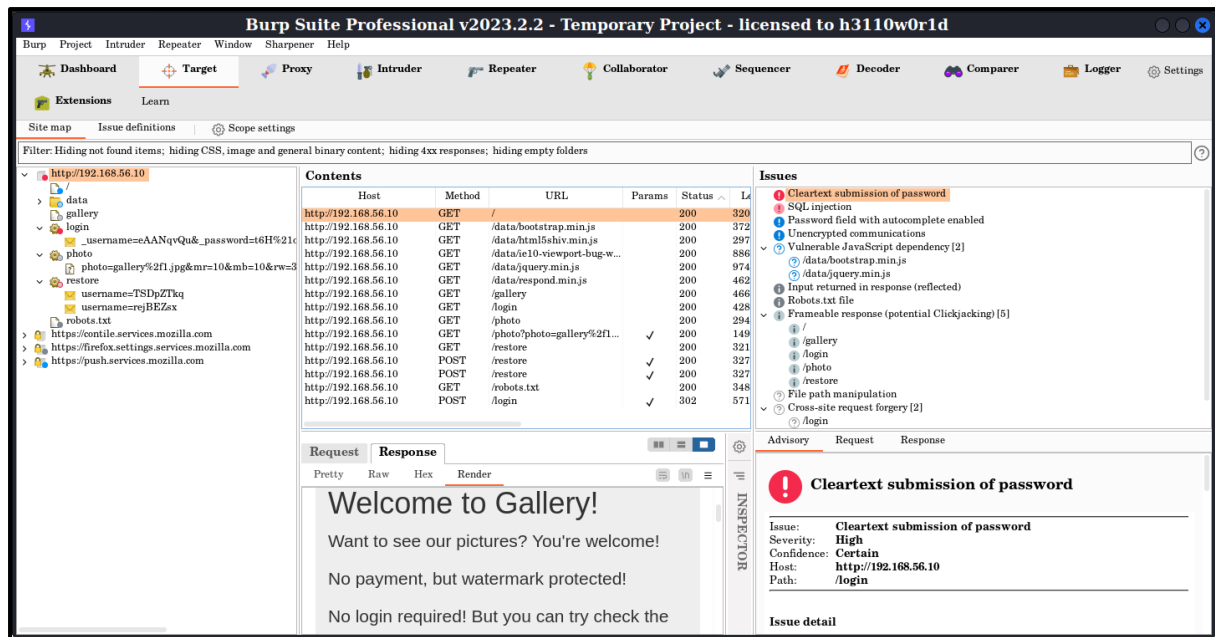 Burp Suite Professional v2023.2.2 - Temporary Project - licensed to h3110w0r1d
Burp Project Intruder Repeater Window Sharpener Help
Dashboard Target Proxy Intruder Repeater Collaborator Sequencer Decoder Comparer Logger Settings
Extensions Learn
Site map Issue definitions Scope settings
Filter: Hiding not found items; hiding CSS, image and general binary content; hiding 4xx responses; hiding empty folders
http://192.168.56.10
/
data
gallery
login
_username=eAANqvQu&_password=t6H%21c
photo
photo=gallery%2f1.jpg&mr=10&mb=10&rw=3
restore
username=TSDpZTkq
username=rejBEZsx
robots.txt
https://contile.services.mozilla.com
https://firefox.settings.services.mozilla.com
https://push.services.mozilla.com
Contents
Host Method URL Params Status Le
http://192.168.56.10 GET / 200 320
http://192.168.56.10 GET /data/bootstrap.min.js 200 372
http://192.168.56.10 GET /data/html5shiv.min.js 200 297
http://192.168.56.10 GET /data/ie10-viewport-bug-w... 200 886
http://192.168.56.10 GET /data/jquery.min.js 200 974
http://192.168.56.10 GET /data/respond.min.js 200 462
http://192.168.56.10 GET /gallery 200 466
http://192.168.56.10 GET /login 200 428
http://192.168.56.10 GET /photo 200 294
http://192.168.56.10 GET /photo?photo=gallery%2f1... ✓ 200 149
http://192.168.56.10 GET /restore 200 321
http://192.168.56.10 POST /restore ✓ 200 327
http://192.168.56.10 POST /restore ✓ 200 327
http://192.168.56.10 GET /robots.txt 200 348
http://192.168.56.10 POST /login ✓ 302 571
Request Response
Pretty Raw Hex Render
\n
Welcome to Gallery!
Want to see our pictures? You're welcome!
No payment, but watermark protected!
No login required! But you can try check the
INSPECTOR
Issues
Cleartext submission of password
SQL injection
Password field with autocomplete enabled
Unencrypted communications
Vulnerable JavaScript dependency [2]
/data/bootstrap.min.js
/data/jquery.min.js
Input returned in response (reflected)
Robots.txt file
Frameable response (potential Clickjacking) [5]
/
/gallery
/login
/photo
/restore
File path manipulation
Cross-site request forgery [2]
/login
Advisory Request Response
Cleartext submission of password
Issue: Cleartext submission of password
Severity: High
Confidence: Certain
Host: http://192.168.56.10
Path: /login
Issue detail